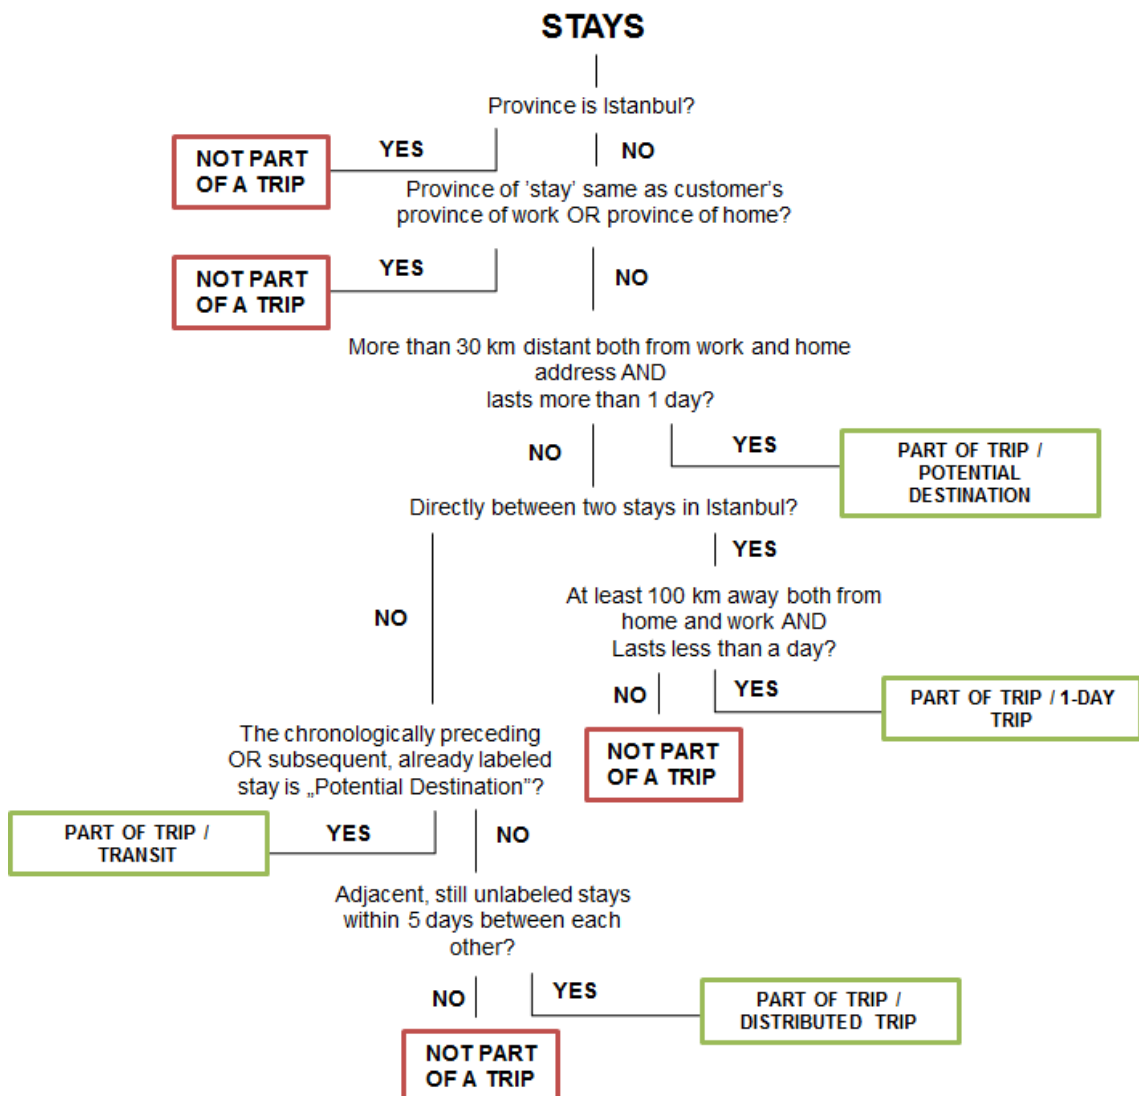 STAYS
Province is Istanbul?
YES
NO
NOT PART
OF A TRIP
Province of 'stay' same as customer's
province of work OR province of home?
YES
NO
NOT PART
OF A TRIP
More than 30 km distant both from work and home
address AND
lasts more than 1 day?
NO
YES
PART OF TRIP /
POTENTIAL
DESTINATION
Directly between two stays in Istanbul?
YES
NO
At least 100 km away both from
home and work AND
Lasts less than a day?
NO
YES
PART OF TRIP / 1-DAY
TRIP
NOT PART
OF A TRIP
The chronologically preceding
OR subsequent, already labeled
stay is „Potential Destination”?
YES
NO
PART OF TRIP /
TRANSIT
Adjacent, still unlabeled stays
within 5 days between each
other?
NO
YES
PART OF TRIP /
DISTRIBUTED TRIP
NOT PART
OF A TRIP